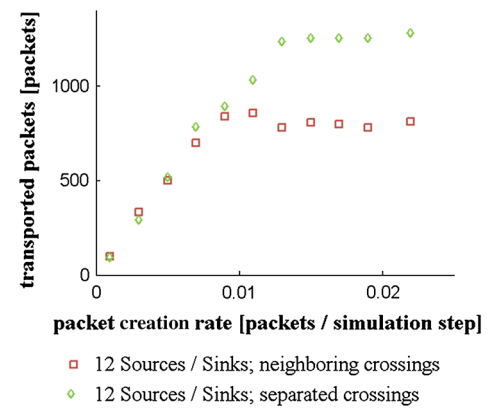 transported packets [packets]
1000
500
0
0
0.01
0.02
packet creation rate [packets / simulation step]
12 Sources / Sinks; neighboring crossings
12 Sources / Sinks; separated crossings